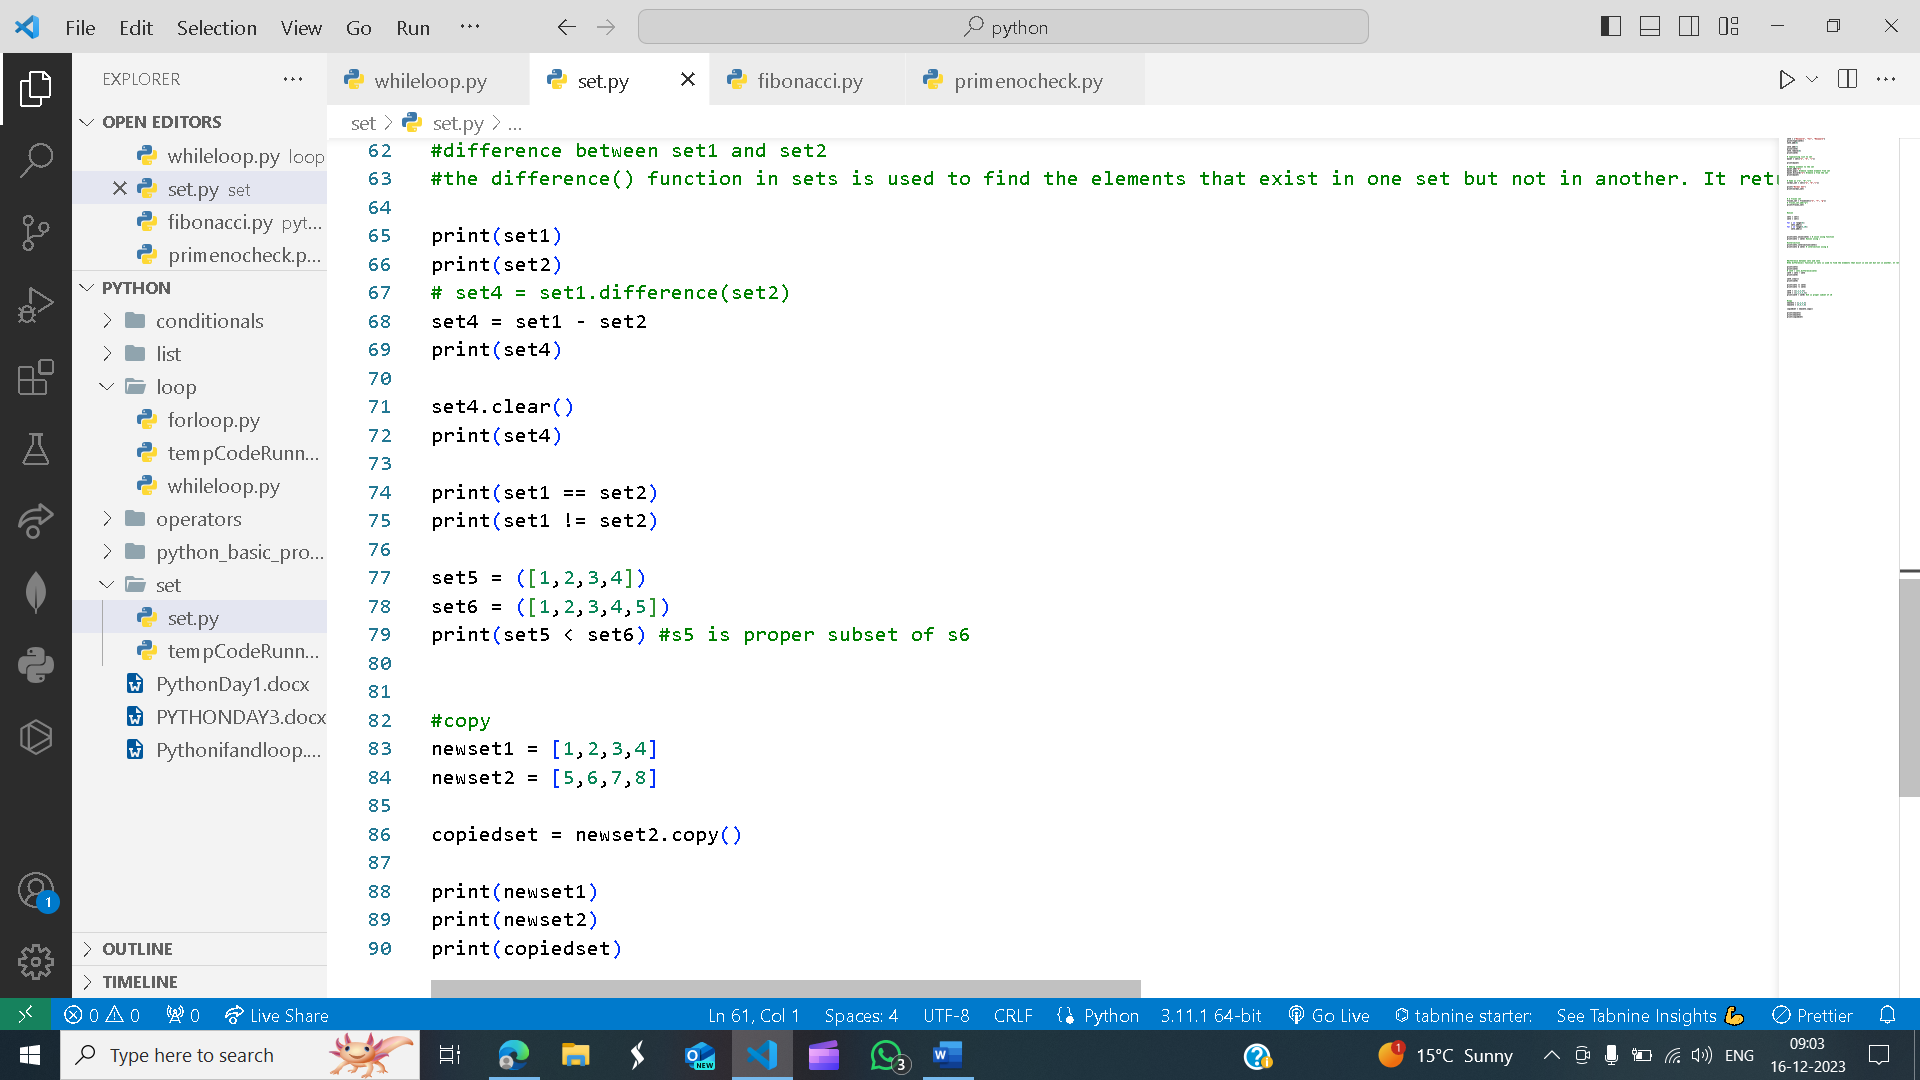 File Edit Selection View Go Run ···
python
EXPLORER ···
OPEN EDITORS
whileloop.py loop
set.py set
fibonacci.py pyt...
primenocheck.p...
PYTHON
conditionals
list
loop
forloop.py
tempCodeRunn...
whileloop.py
operators
python_basic_pro...
set
set.py
tempCodeRunn...
PythonDay1.docx
PYTHONDAY3.docx
Pythonifandloop....
OUTLINE
TIMELINE
whileloop.py set.py fibonacci.py primenocheck.py
set > set.py > ...
62 #difference between set1 and set2
63 #the difference() function in sets is used to find the elements that exist in one set but not in another. It retu
64
65 print(set1)
66 print(set2)
67 # set4 = set1.difference(set2)
68 set4 = set1 - set2
69 print(set4)
70
71 set4.clear()
72 print(set4)
73
74 print(set1 == set2)
75 print(set1 != set2)
76
77 set5 = ([1,2,3,4])
78 set6 = ([1,2,3,4,5])
79 print(set5 < set6) #s5 is proper subset of s6
80
81
82 #copy
83 newset1 = [1,2,3,4]
84 newset2 = [5,6,7,8]
85
86 copiedset = newset2.copy()
87
88 print(newset1)
89 print(newset2)
90 print(copiedset)
1
0 0 0 Live Share Ln 61, Col 1 Spaces: 4 UTF-8 CRLF Python 3.11.1 64-bit Go Live tabnine starter: See Tabnine Insights 💪 Prettier
Type here to search NEW 3 1 15°C Sunny ENG 09:03
16-12-2023